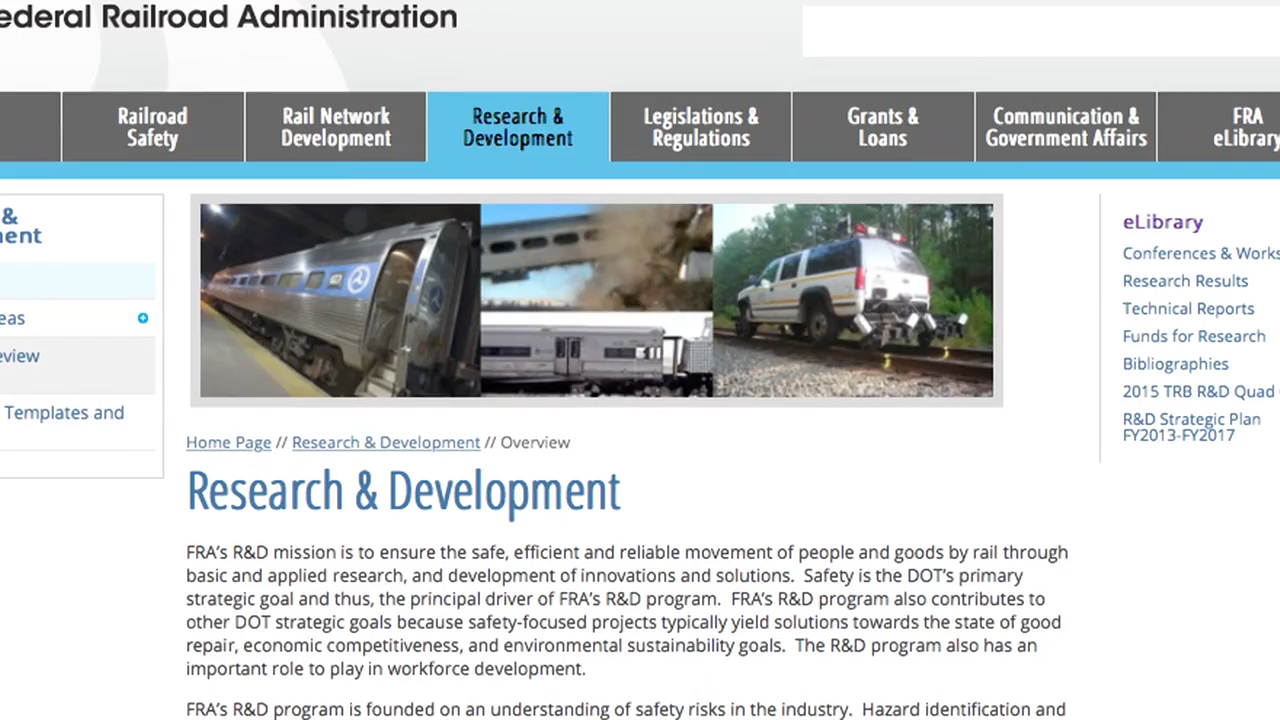 ederal Railroad Administration
Railroad
Safety
Rail Network
Development
Research &
Development
Legislations &
Regulations
Grants &
Loans
Communication &
Government Affairs
FRA
eLibrary
&
ent
eas
eview
Templates and
eLibrary
Conferences & Works
Research Results
Technical Reports
Funds for Research
Bibliographies
2015 TRB R&D Quad
R&D Strategic Plan
FY2013-FY2017
Home Page // Research & Development // Overview
Research & Development
FRA's R&D mission is to ensure the safe, efficient and reliable movement of people and goods by rail through
basic and applied research, and development of innovations and solutions. Safety is the DOT's primary
strategic goal and thus, the principal driver of FRA's R&D program. FRA's R&D program also contributes to
other DOT strategic goals because safety-focused projects typically yield solutions towards the state of good
repair, economic competitiveness, and environmental sustainability goals. The R&D program also has an
important role to play in workforce development.
FRA's R&D program is founded on an understanding of safety risks in the industry. Hazard identification and